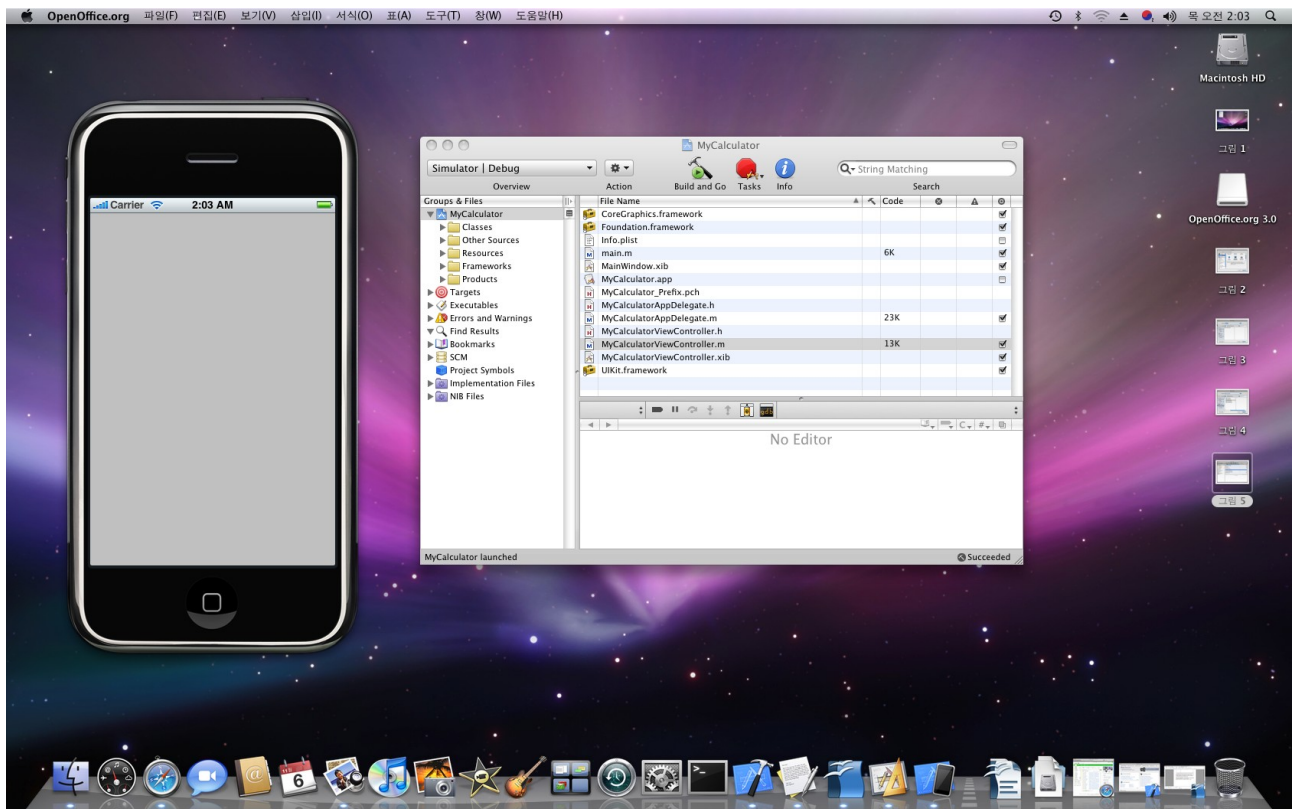 OpenOffice.org 파일(F) 편집(E) 보기(V) 삽입(I) 서식(O) 표(A) 도구(T) 창(W) 도움말(H) 목 오전 2:03
Macintosh HD
그림 1
OpenOffice.org 3.0
그림 2
그림 3
그림 4
그림 5
Carrier 2:03 AM
MyCalculator
Simulator | Debug
String Matching
Overview Action Build and Go Tasks Info Search
Groups & Files
MyCalculator
Classes
Other Sources
Resources
Frameworks
Products
Targets
Executables
Errors and Warnings
Find Results
Bookmarks
SCM
Project Symbols
Implementation Files
NIB Files
File Name Code
CoreGraphics.framework
Foundation.framework
Info.plist
main.m 6K
MainWindow.xib
MyCalculator.app
MyCalculator_Prefix.pch
MyCalculatorAppDelegate.h
MyCalculatorAppDelegate.m 23K
MyCalculatorViewController.h
MyCalculatorViewController.m 13K
MyCalculatorViewController.xib
UIKit.framework
C #
No Editor
MyCalculator launched Succeeded
6